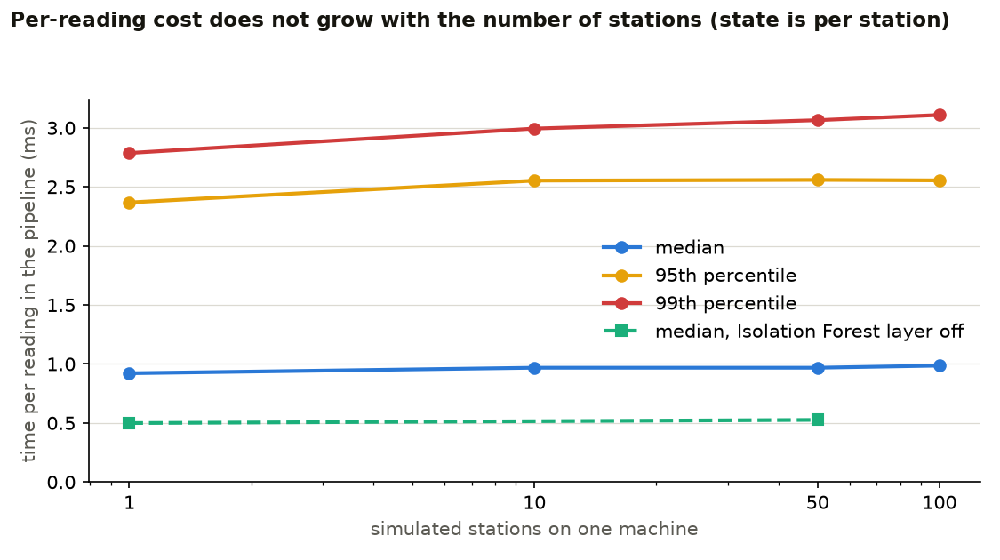 Per-reading cost does not grow with the number of stations (state is per station)
time per reading in the pipeline (ms)
3.0
2.5
2.0
1.5
1.0
0.5
0.0
median
95th percentile
99th percentile
median, Isolation Forest layer off
1
10
50
100
simulated stations on one machine